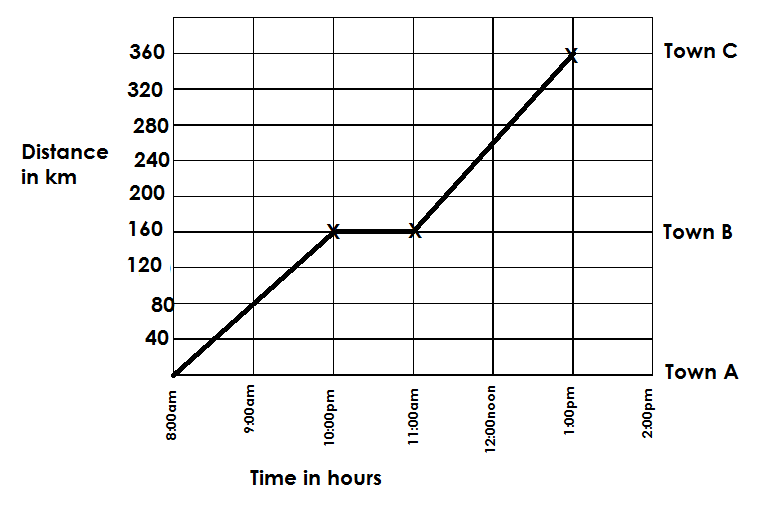 360
Town C
320
280
Distance
in km
240
200
160
Town B
120
80
40
Town A
8:00am
9:00am
10:00pm
11:00am
12:00noon
1:00pm
2:00pm
Time in hours
X
X
X